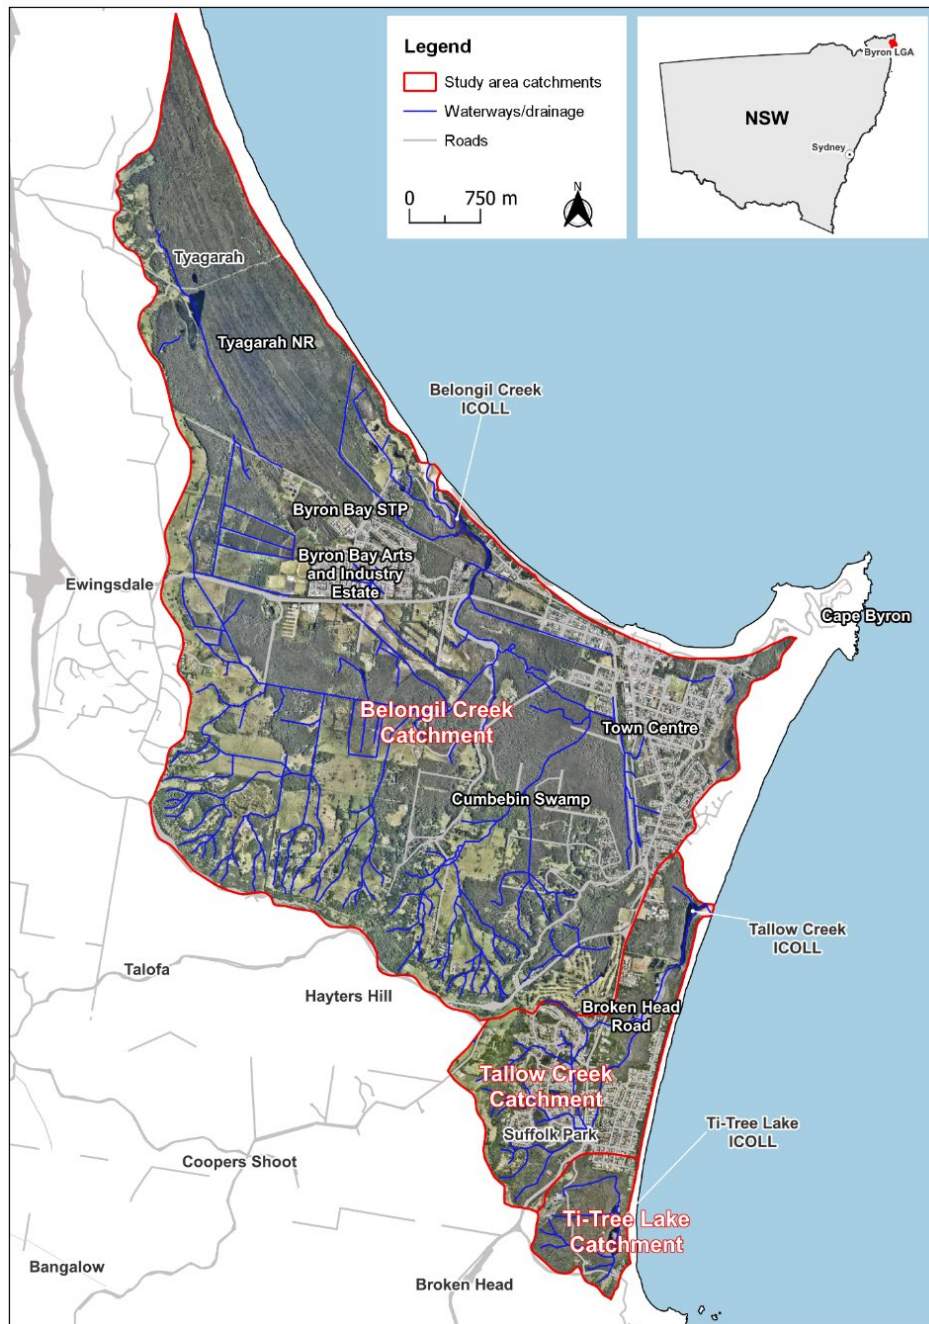 Legend
Study area catchments
Waterways/drainage
Roads
0 750 m
N
Byron LGA
NSW
Sydney
Tyagarah
Tyagarah NR
Belongil Creek
ICOLL
Byron Bay STP
Byron Bay Arts
and Industry
Estate
Ewingsdale
Cape Byron
Belongil Creek
Catchment
Town Centre
Cumbebin Swamp
Tallow Creek
ICOLL
Talofa
Hayters Hill
Broken Head
Road
Tallow Creek
Catchment
Suffolk Park
Ti-Tree Lake
ICOLL
Coopers Shoot
Ti-Tree Lake
Catchment
Bangalow
Broken Head